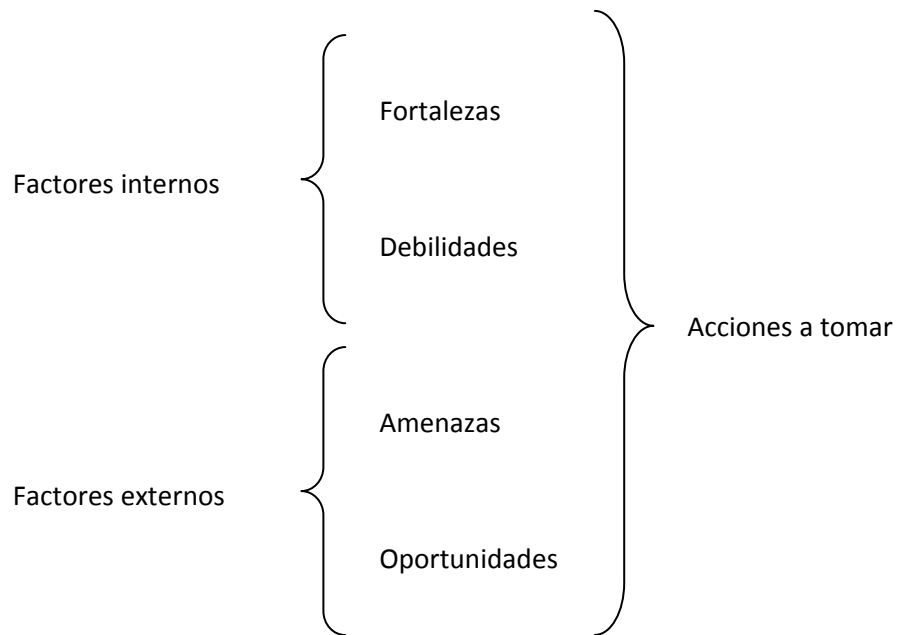 Fortalezas
Factores internos
Debilidades
Acciones a tomar
Amenazas
Factores externos
Oportunidades